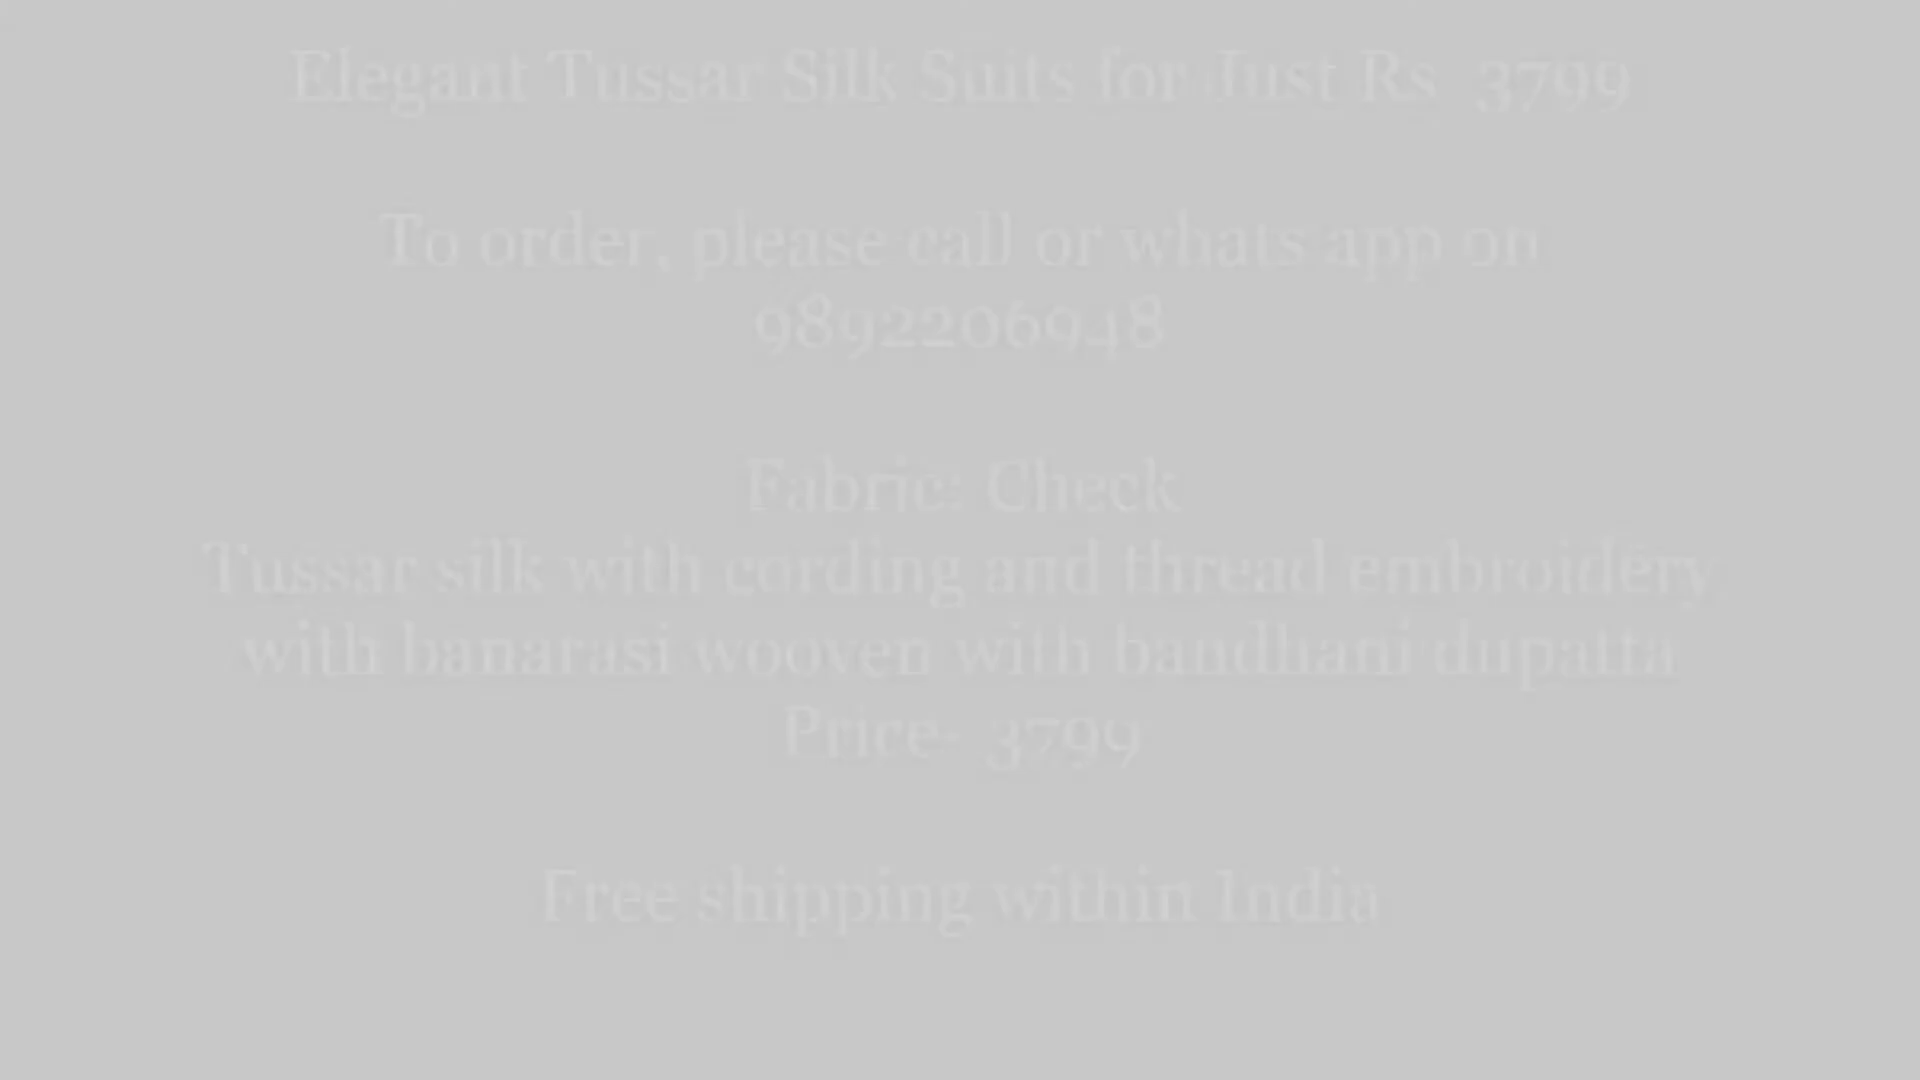 Elegant Tussar Silk Suits for Just Rs 3799
To order, please call or whats app on
9892206948
Fabric: Check
Tussar silk with cording and thread embroidery
with banarasi wooven with bandhani dupatta
Price- 3799
Free shipping within India